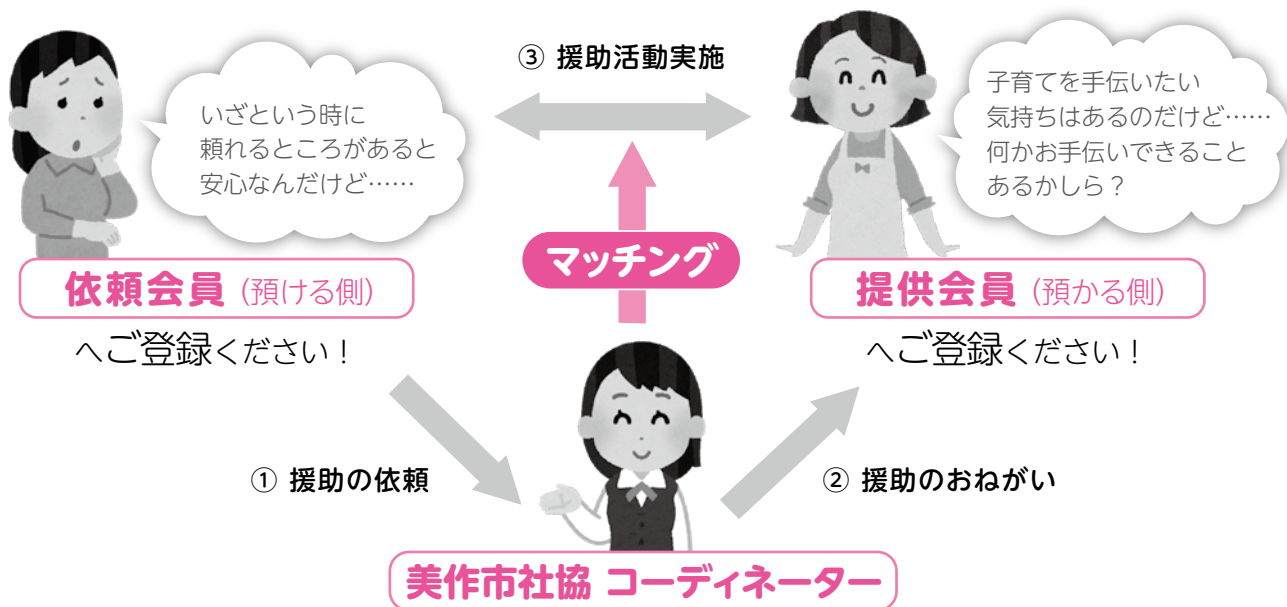 ③ 援助活動実施
いざという時に
頼れるところがあると
安心なんだけど……
子育てを手伝いたい
気持ちはあるのだけど……
何かお手伝いできること
あるかしら？
マッチング
依頼会員（預ける側）
へご登録ください！
提供会員（預かる側）
へご登録ください！
① 援助の依頼
② 援助のおねがい
美作市社協 コーディネーター